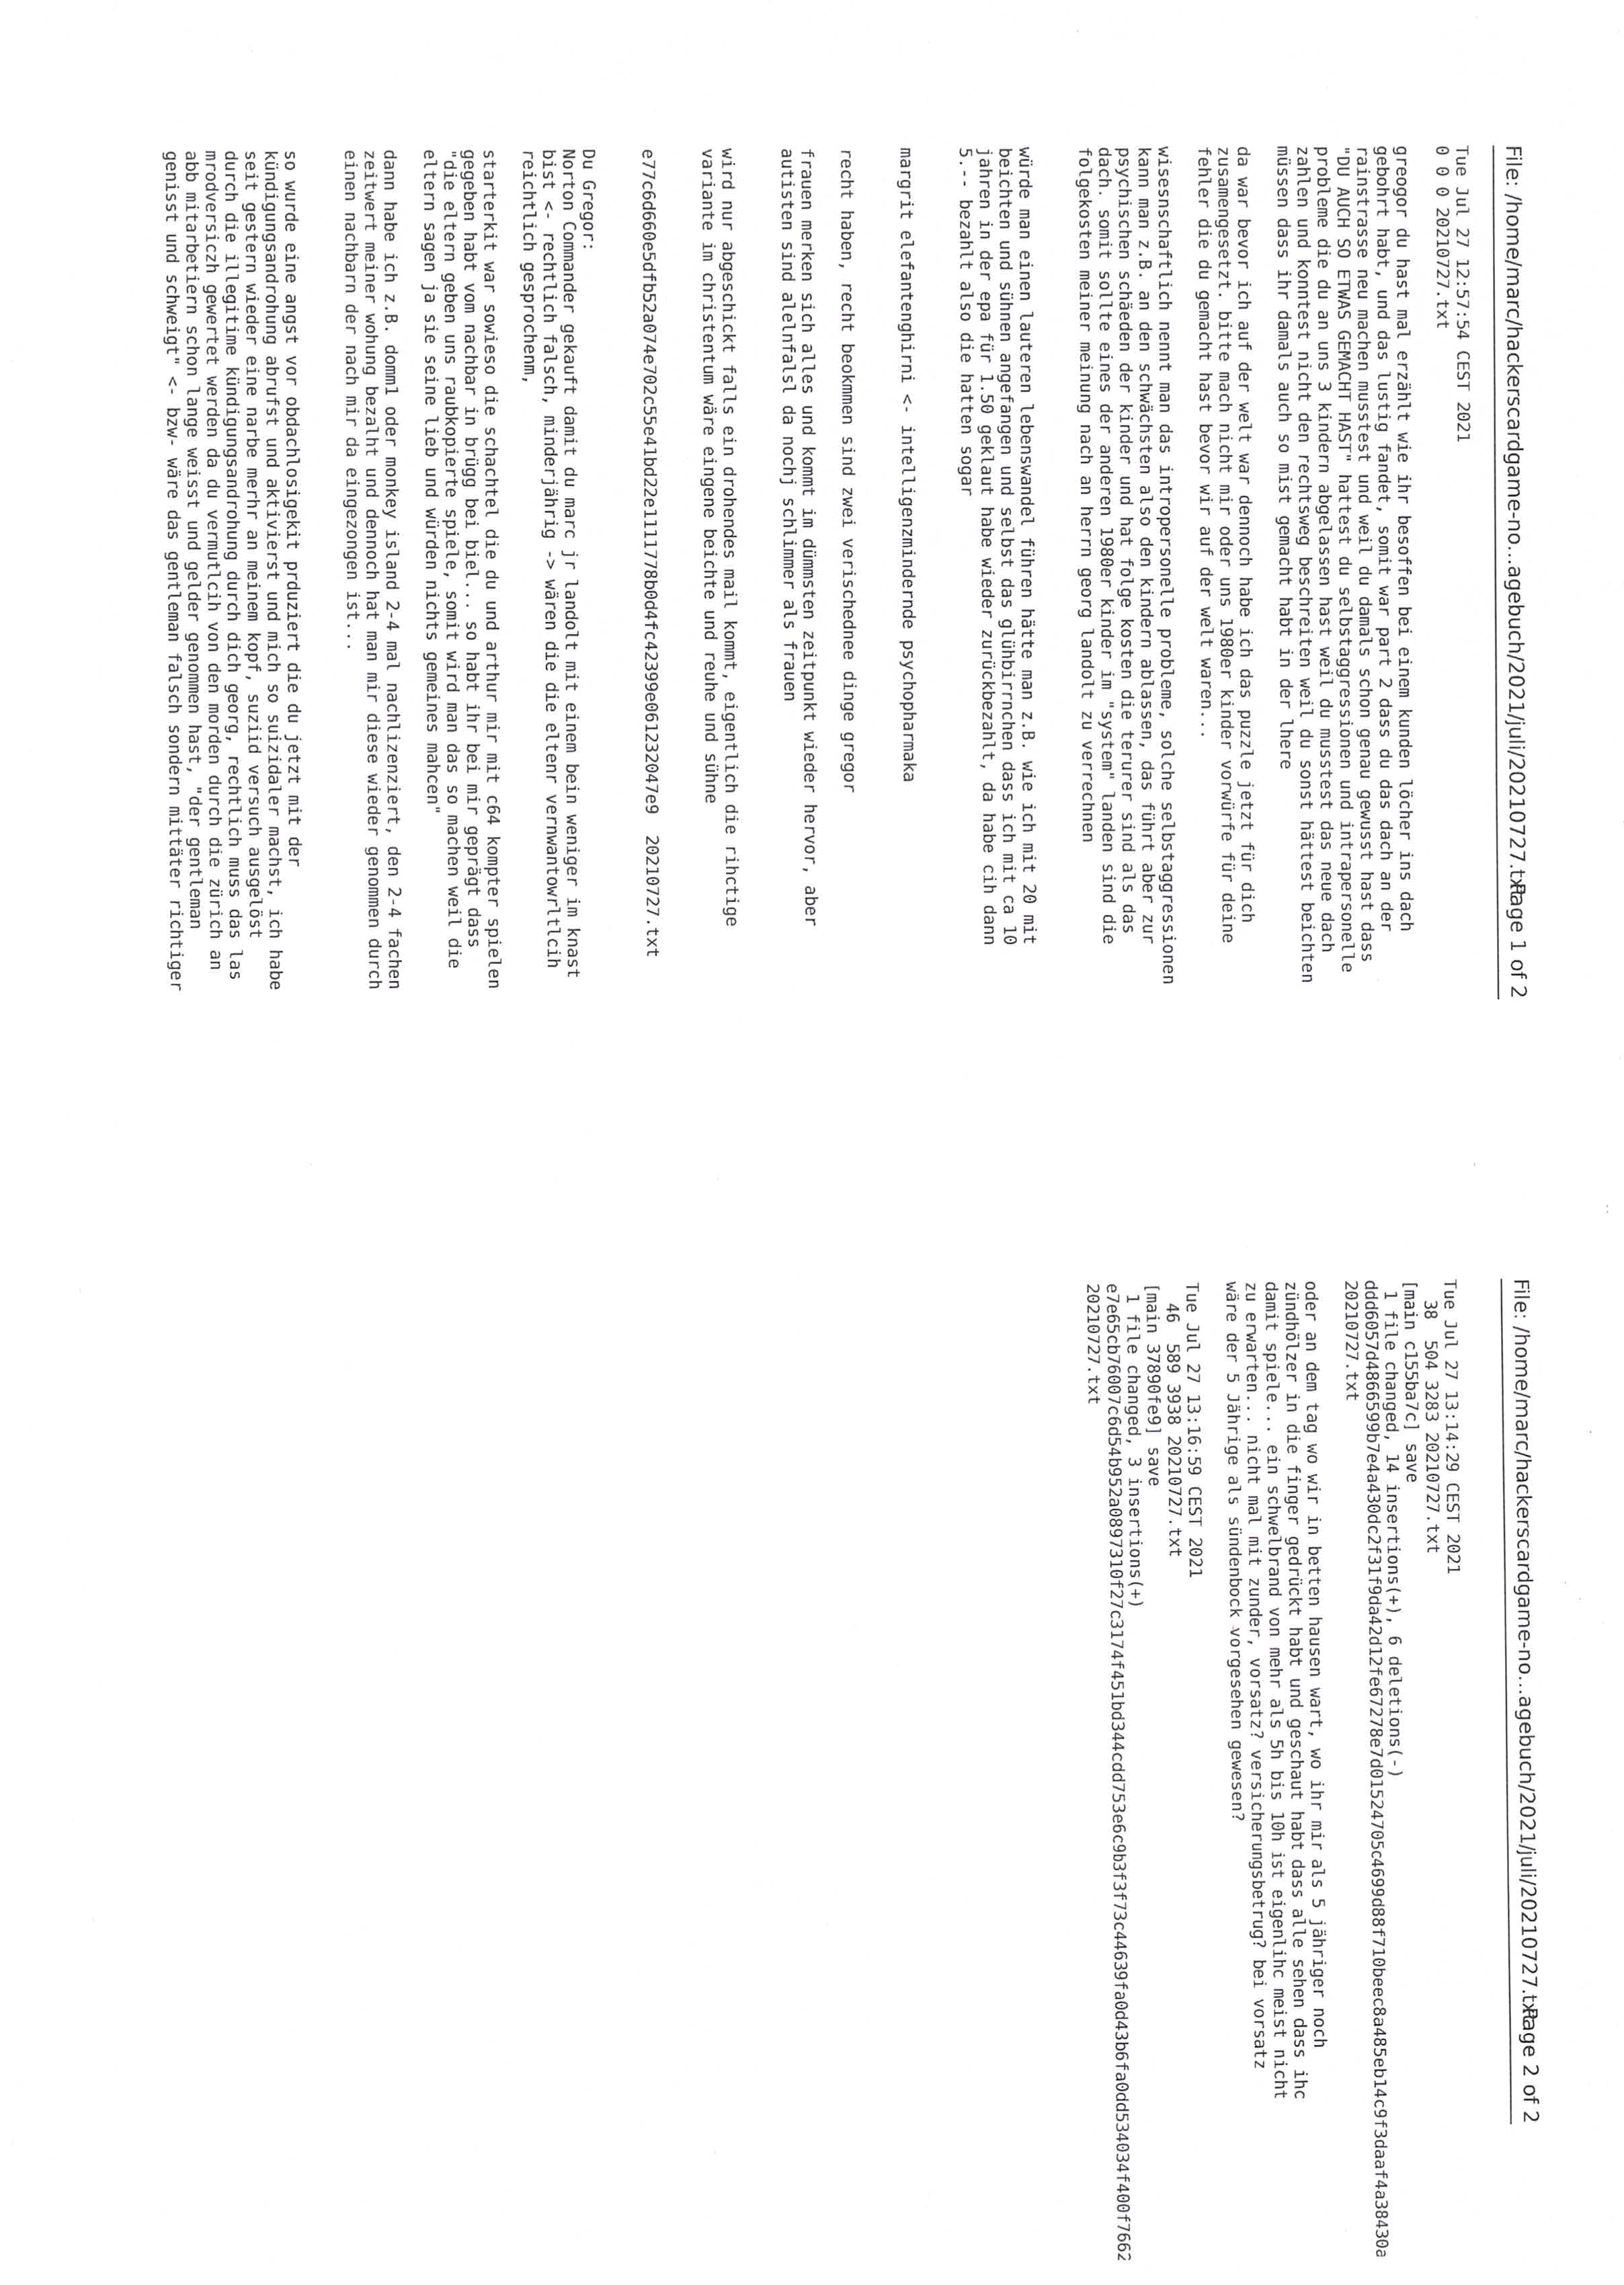 File: /home/marc/hackerscardgame-no...agebuch/2021/juli/20210727.txt Page 1 of 2
Tue Jul 27 12:57:54 CEST 2021
0 0 0 20210727.txt
greogor du hast mal erzählt wie ihr besoffen bei einem kunden löcher ins dach
gebohrt habt, und das lustig fandet, somit war part 2 dass du das dach an der
rainstrasse neu machen musstest und weil du damals schon genau gewusst hast dass
"DU AUCH SO ETWAS GEMACHT HAST" hattest du selbstaggressionen und intrapersonelle
probleme die du an uns 3 kindern abgelassen hast weil du musstest das neue dach
zahlen und konntest nicht den rechtsweg beschreiten weil du sonst hättest beichten
müssen dass ihr damals auch so mist gemacht habt in der lhere
da war bevor ich auf der welt war dennoch habe ich das puzzle jetzt für dich
zusamengesetzt. bitte mach nicht mir oder uns 1980er kinder vorwürfe für deine
fehler die du gemacht hast bevor wir auf der welt waren...
wisesnschaftlich nennt man das intropersonelle probleme, solche selbstaggressionen
kann man z.B. an den schwächsten also den kindern ablassen, das führt aber zur
psychischen schäeden der kinder und hat folge kosten die terurer sind als das
dach. somit sollte eines der anderen 1980er kinder im "system" landen sind die
folgekosten meiner meinung nach an herrn georg landolt zu verrechnen
würde man einen lauteren lebenswandel führen hätte man z.B. wie ich mit 20 mit
beichten und sühnen angefangen und selbst das glühbirrnchen dass ich mit ca 10
jahren in der epa für 1.50 geklaut habe wieder zurückbezahlt, da habe cih dann
5.-- bezahlt also die hatten sogar
margrit elefantenghirni <- intelligenzmindernde psychopharmaka
recht haben, recht beokmmen sind zwei verischednee dinge gregor
frauen merken sich alles und kommt im dümmsten zeitpunkt wieder hervor, aber
autisten sind alelnfalsl da nochj schlimmer als frauen
wird nur abgeschickt falls ein drohendes mail kommt, eigentlich die rihctige
variante im christentum wäre eingene beichte und reuhe und sühne
e77c6d660e5dfb52a074e702c55e41bd22e1111778b0d4fc42399e0612332047e9  20210727.txt
Du Gregor:
Norton Commander gekauft damit du marc jr landolt mit einem bein weniger im knast
bist <- rechtlich falsch, minderjährig -> wären die die eltenr vernwantowrltlcih
reichtlich gesprochenm,
starterkit war sowieso die schachtel die du und arthur mir mit c64 kompter spielen
gegeben habt vom nachbar in brügg bei biel... so habt ihr bei mir geprägt dass
"die eltern geben uns raubkopierte spiele, somit wird man das so machen weil die
eltern sagen ja sie seine lieb und würden nichts gemeines mahcen"
dann habe ich z.B. domm1 oder monkey island 2-4 mal nachlizenziert, den 2-4 fachen
zeitwert meiner wohung bezalht und dennoch hat man mir diese wieder genommen durch
einen nachbarn der nach mir da eingezongen ist...
so wurde eine angst vor obdachlosigekit prduziert die du jetzt mit der
kündigungsandrohung abrufst und aktivierst und mich so suizidaler machst, ich habe
seit gestern wieder eine narbe merhr an meinem kopf, suziid versuch ausgelöst
durch die illegitime kündigungsandrohung durch dich georg, rechtlich muss das las
mrodversiczh gewertet werden da du vermutlcih von den morden durch die zürich an
abb mitarbetiern schon lange weisst und gelder genommen hast, "der gentleman
genisst und schweigt" <- bzw- wäre das gentleman falsch sondern mittäter richtiger
File: /home/marc/hackerscardgame-no...agebuch/2021/juli/20210727.txt Page 2 of 2
Tue Jul 27 13:14:29 CEST 2021
38  504 3283 20210727.txt
[main c155ba7c] save
1 file changed, 14 insertions(+), 6 deletions(-)
ddd6057d4866599b7e4a430dc2f31f9da42d12fe67278e7d01524705c4699d88f710beec8a485eb14c9f3daaf4a38430a
20210727.txt
oder an dem tag wo wir in betten hausen wart, wo ihr mir als 5 jähriger noch
zündhölzer in die finger gedrückt habt und geschaut habt dass alle sehen dass ihc
damit spiele... ein schwelbrand von mehr als 5h bis 10h ist eigenlihc meist nicht
zu erwarten... nicht mal mit zunder, vorsatz? versicherungsbetrug? bei vorsatz
wäre der 5 Jährige als sündenbock vorgesehen gewesen?
Tue Jul 27 13:16:59 CEST 2021
46  589 3938 20210727.txt
[main 37890fe9] save
1 file changed, 3 insertions(+)
e7e65cb76007c6d54b952a0897310f27c3174f451bd344cdd753e6c9b3f3f73c44639fa0d43b6fa0dd534034f400f7662
20210727.txt